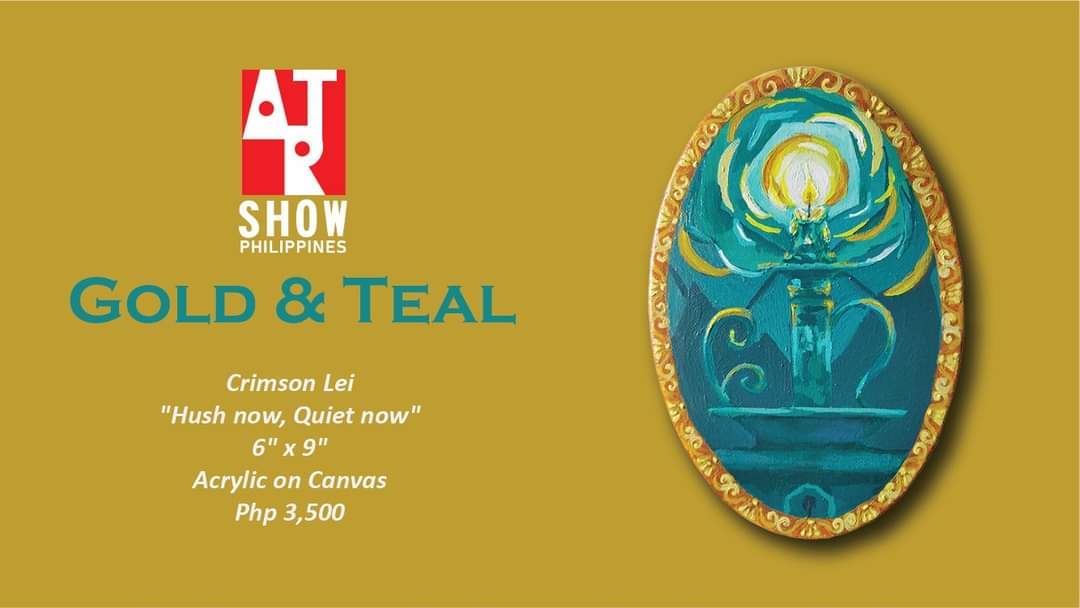 ART
SHOW
PHILIPPINES
GOLD & TEAL
Crimson Lei
"Hush now, Quiet now"
6" x 9"
Acrylic on Canvas
Php 3,500